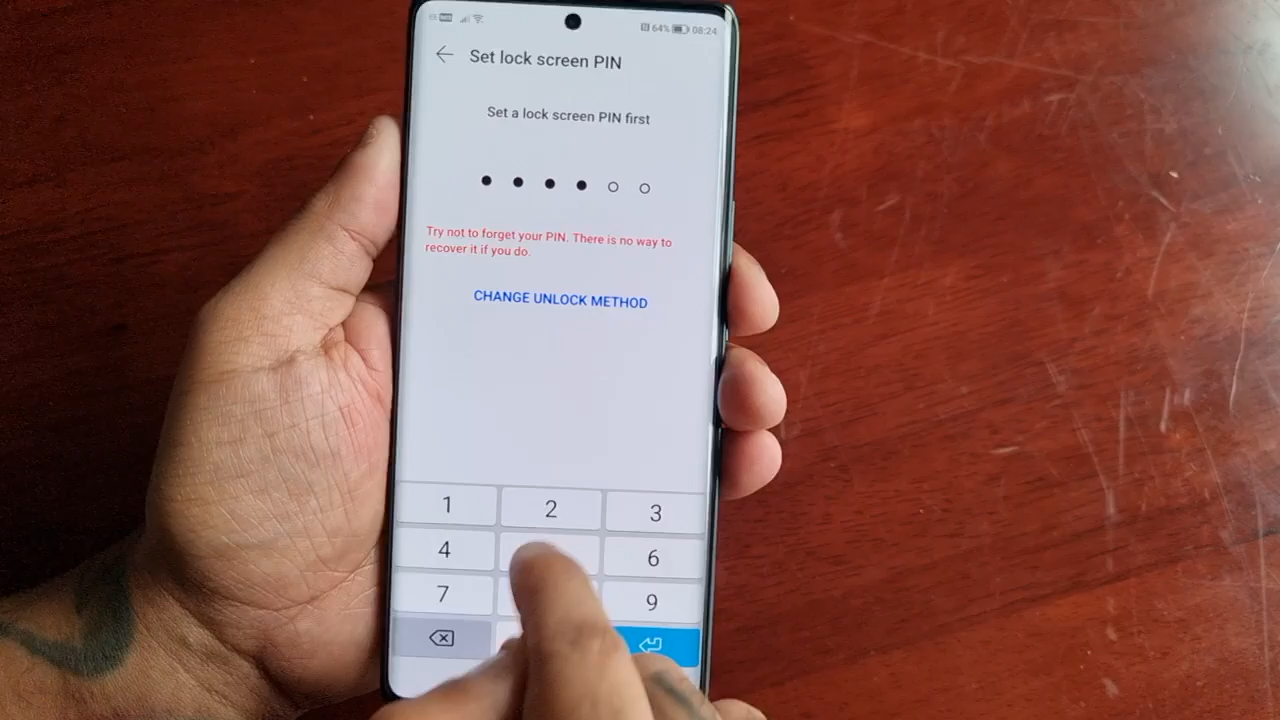 64% 08:24
Set lock screen PIN
Set a lock screen PIN first
Try not to forget your PIN. There is no way to
recover it if you do.
CHANGE UNLOCK METHOD
1 2 3
4 6
7 9